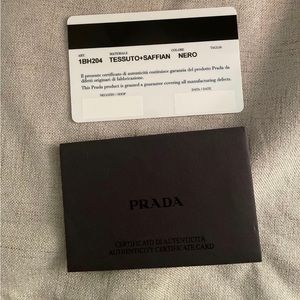 ART. MATERIALE COLORE TAGLIA
1BH204 TESSUTO+SAFFIAN NERO
Il presente certificato di autenticità costituisce garanzia del prodotto Prada da
difetti originari di fabbricazione.
This Prada product is granted a guarantee covering all manufacturing defects.
NEGOZIO / SHOP DATA / DATE
PRADA
CERTIFICATO DI AUTENTICITÀ
AUTHENTICITY CERTIFICATE CARD